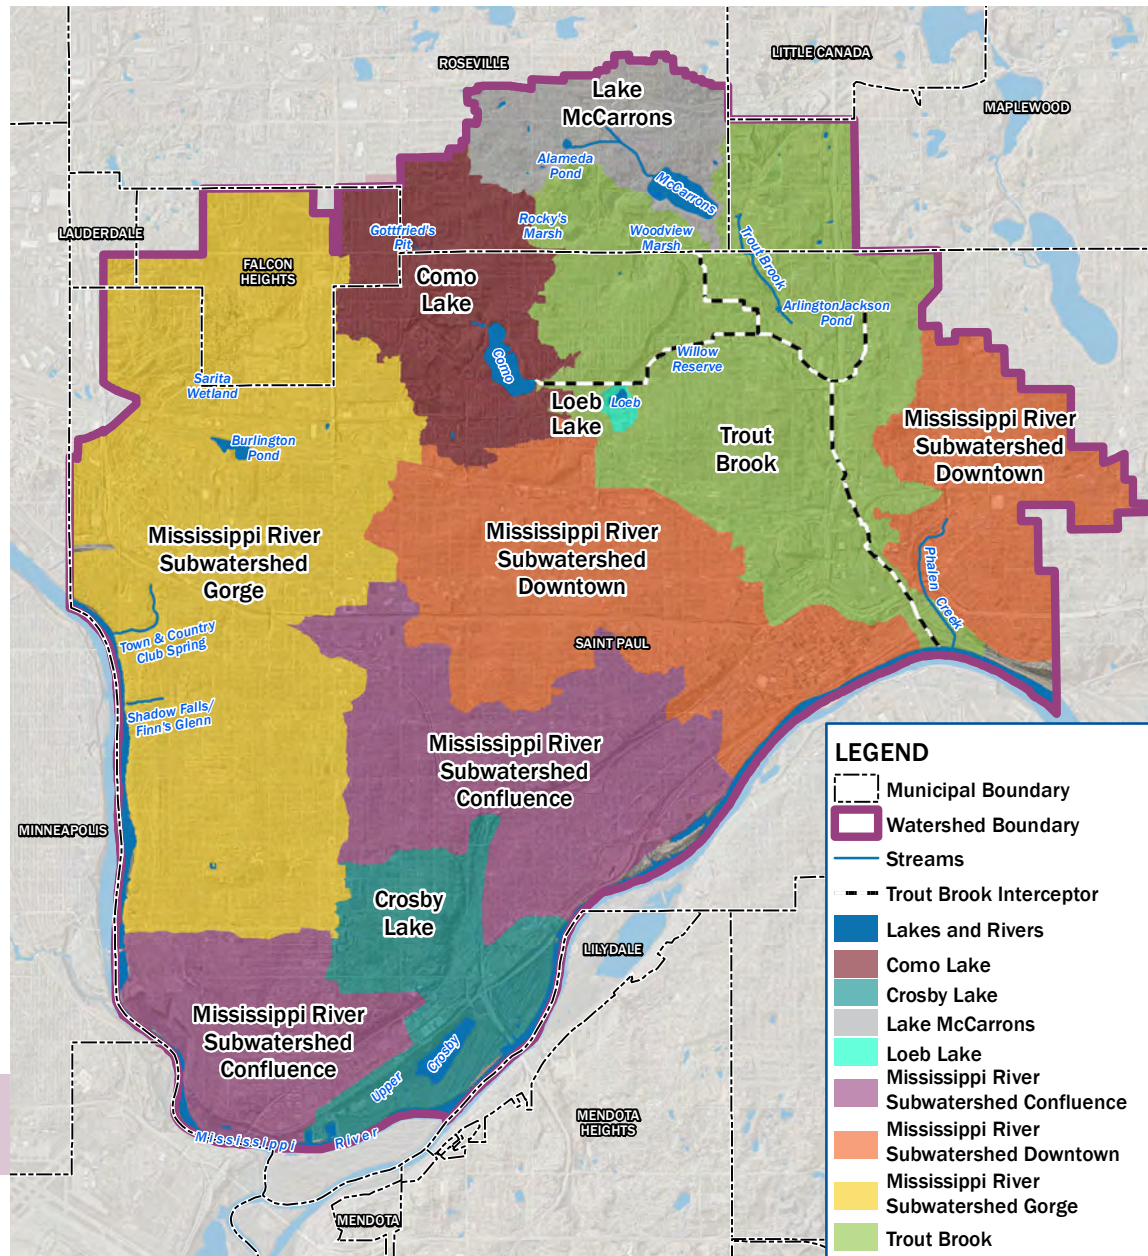 ROSEVILLE
LITTLE CANADA
MAPLEWOOD
Lake
McCarrons
Alameda
Pond
McCarrons
LAUDERDALE
Gottfried's
Pit
Rocky's
Marsh
Woodview
Marsh
Trout Brook
FALCON
HEIGHTS
Como
Lake
ArlingtonJackson
Pond
Como
Willow
Reserve
Sarita
Wetland
Loeb
Lake
Loeb
Burlington
Pond
Trout
Brook
Mississippi River
Subwatershed
Downtown
Mississippi River
Subwatershed
Gorge
Mississippi River
Subwatershed
Downtown
Phalen Creek
Town & Country
Club Spring
SAINT PAUL
Shadow Falls/
Finn's Glenn
Mississippi River
Subwatershed
Confluence
MINNEAPOLIS
Crosby
Lake
LILYDALE
Mississippi River
Subwatershed
Confluence
Crosby
Upper
Mississippi River
MENDOTA
HEIGHTS
MENDOTA
LEGEND
Municipal Boundary
Watershed Boundary
Streams
Trout Brook Interceptor
Lakes and Rivers
Como Lake
Crosby Lake
Lake McCarrons
Loeb Lake
Mississippi River
Subwatershed Confluence
Mississippi River
Subwatershed Downtown
Mississippi River
Subwatershed Gorge
Trout Brook